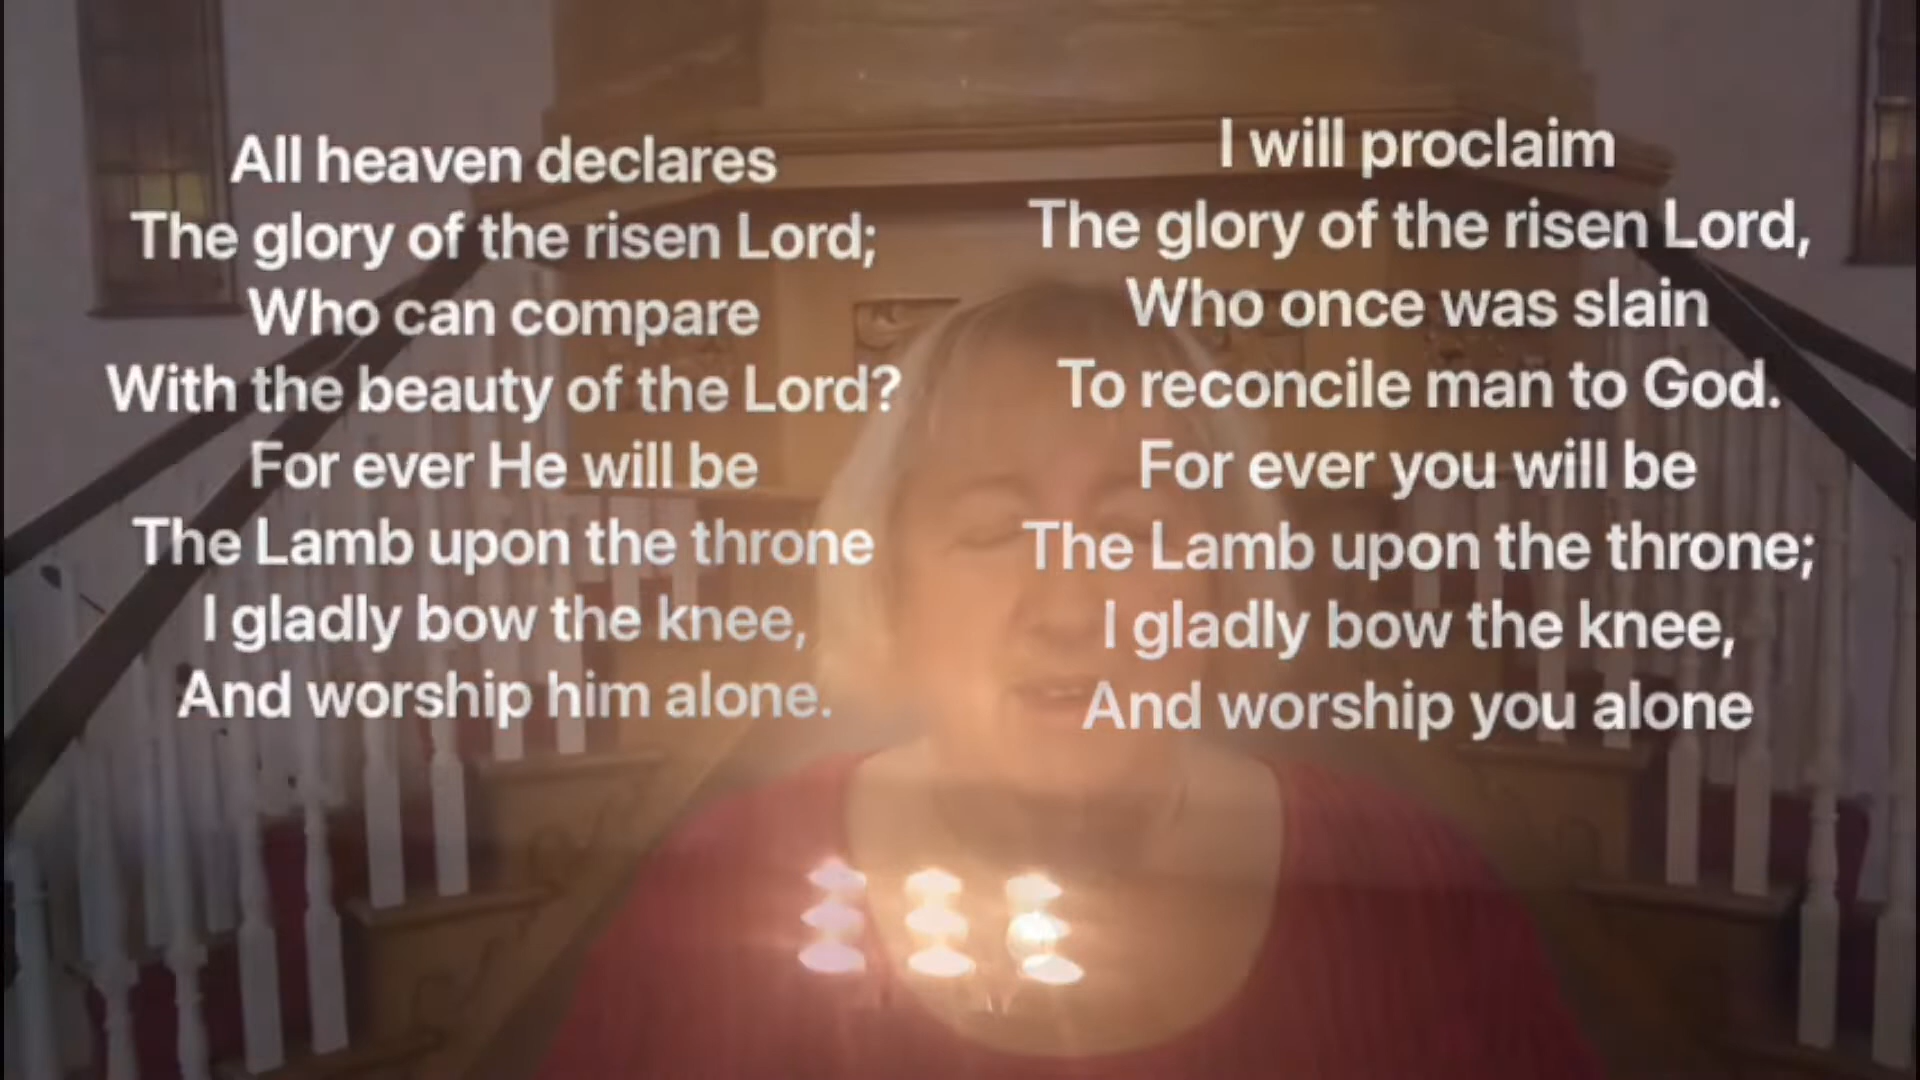 All heaven declares
The glory of the risen Lord;
Who can compare
With the beauty of the Lord?
For ever He will be
The Lamb upon the throne
I gladly bow the knee,
And worship him alone.
I will proclaim
The glory of the risen Lord,
Who once was slain
To reconcile man to God.
For ever you will be
The Lamb upon the throne;
I gladly bow the knee,
And worship you alone